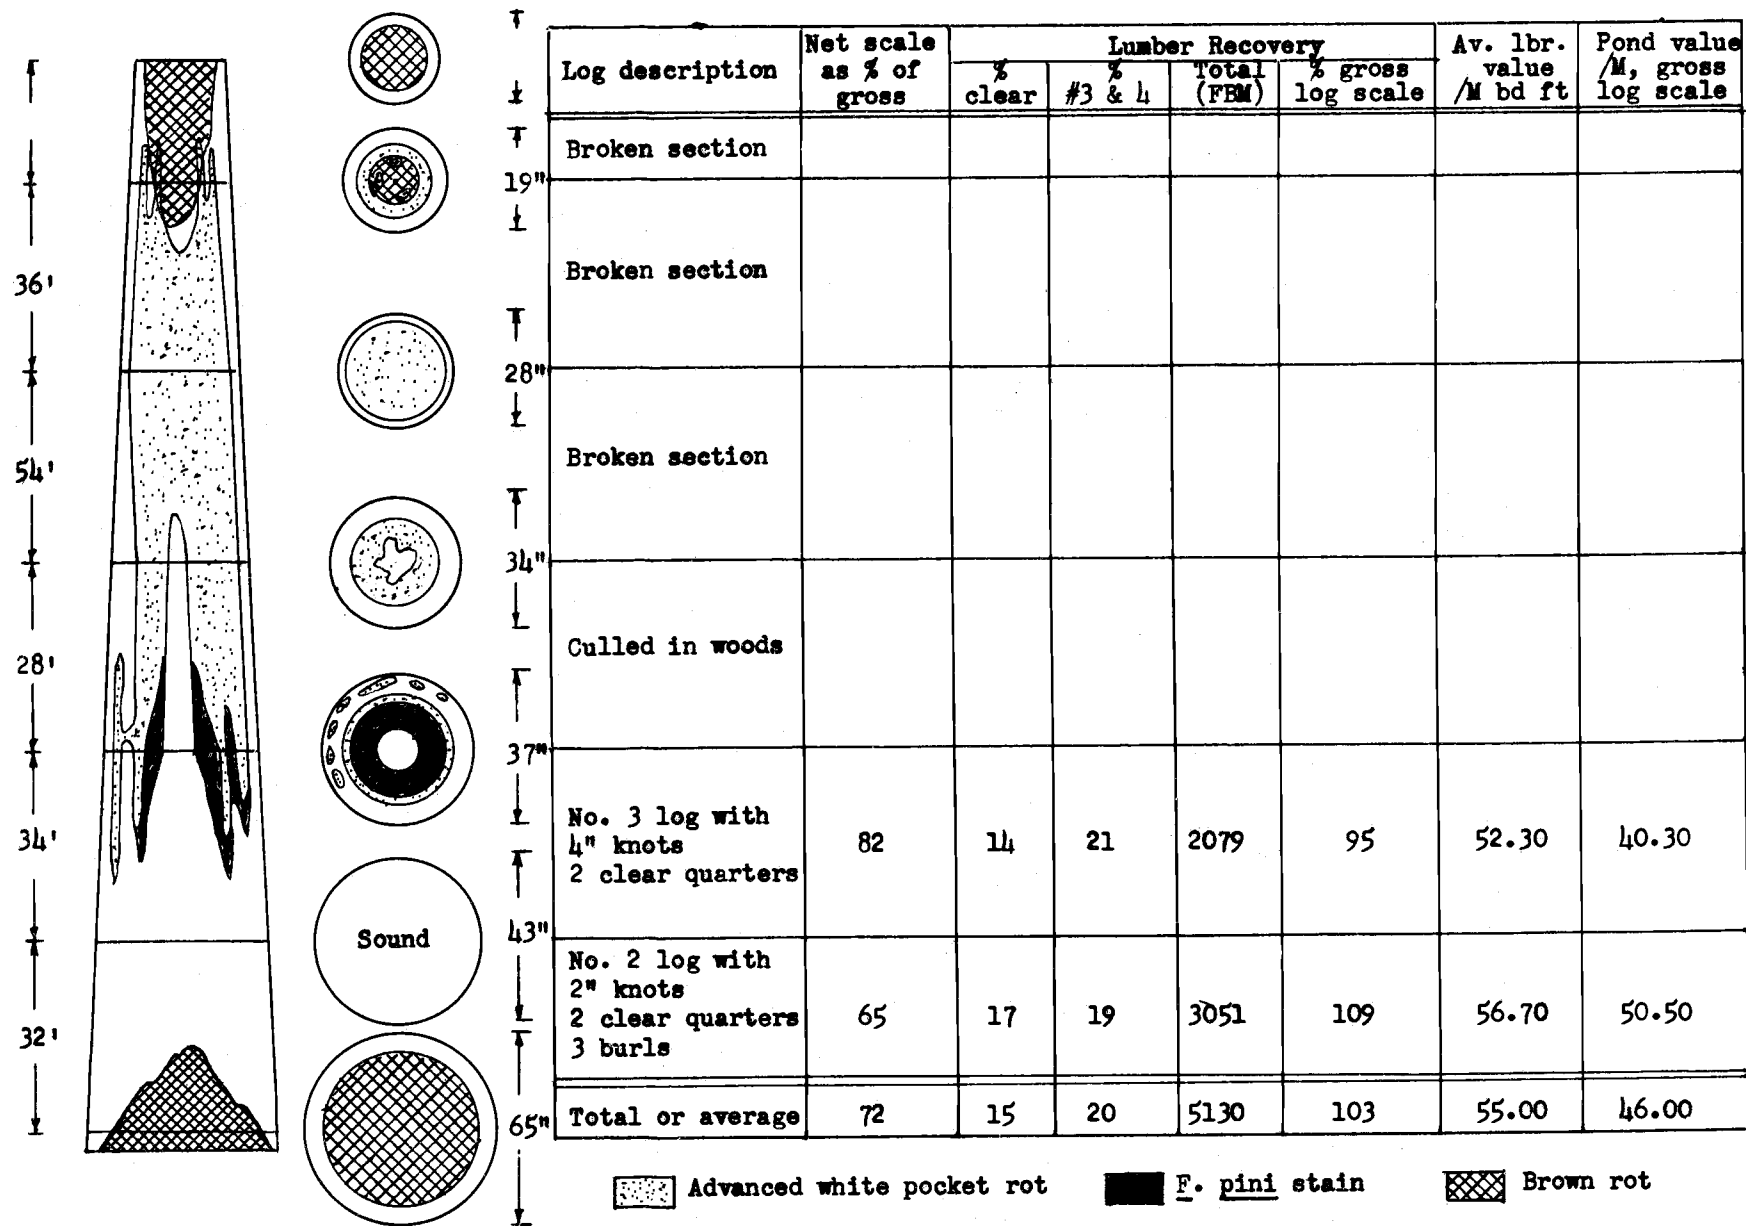 Log description
Net scale
as % of
gross
Lumber Recovery
%
clear
%
#3 & 4
Total
(FBM)
% gross
log scale
Av. lbr.
value
/M bd ft
Pond value
/M, gross
log scale
Broken section
19"
36'
Broken section
28"
54'
Broken section
34"
28'
Culled in woods
37"
34'
No. 3 log with
4" knots
2 clear quarters
82
14
21
2079
95
52.30
40.30
Sound
43"
32'
No. 2 log with
2" knots
2 clear quarters
3 burls
65
17
19
3051
109
56.70
50.50
65"
Total or average
72
15
20
5130
103
55.00
46.00
Advanced white pocket rot
F. pini stain
Brown rot